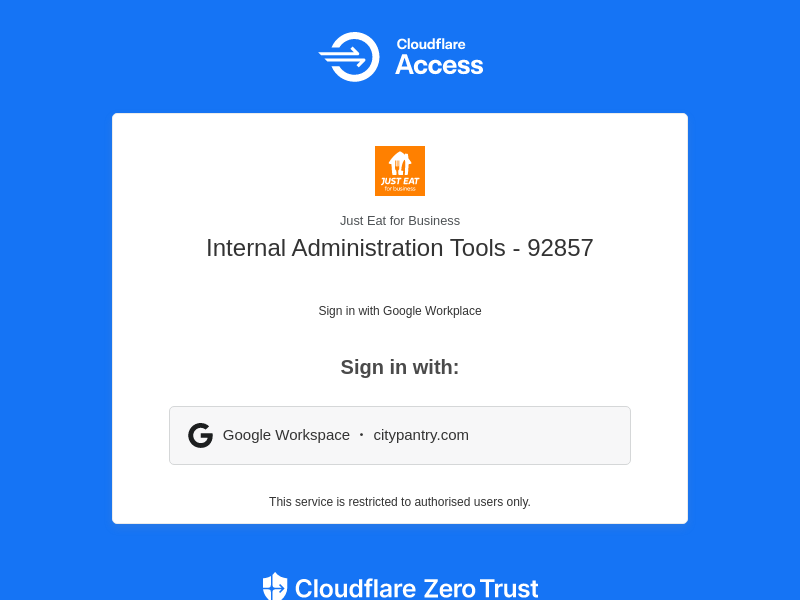 Cloudflare
Access
JUST EAT
for business
Just Eat for Business
Internal Administration Tools - 92857
Sign in with Google Workplace
Sign in with:
Google Workspace · citypantry.com
This service is restricted to authorised users only.
Cloudflare Zero Trust